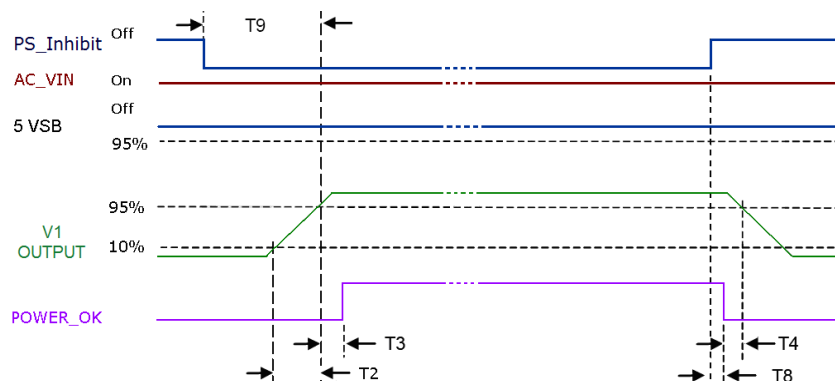 T9
Off
PS_Inhibit
AC_VIN On
Off
5 VSB
95%
95%
V1
OUTPUT
10%
POWER_OK
T3
T4
T2
T8